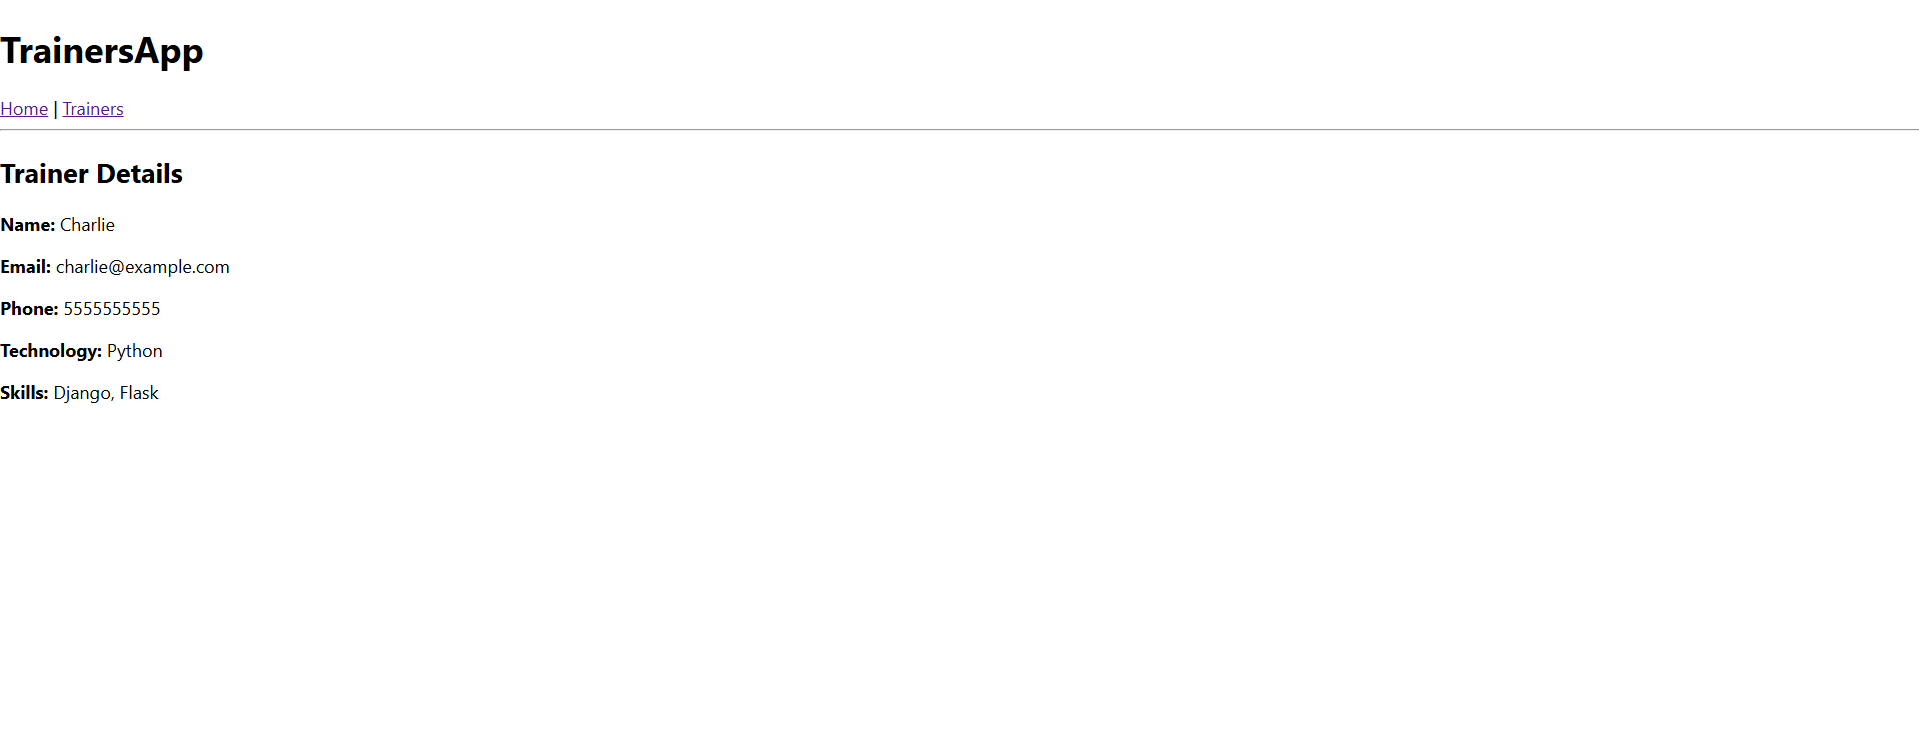 TrainersApp
Home | Trainers
Trainer Details
Name: Charlie
Email: charlie@example.com
Phone: 5555555555
Technology: Python
Skills: Django, Flask